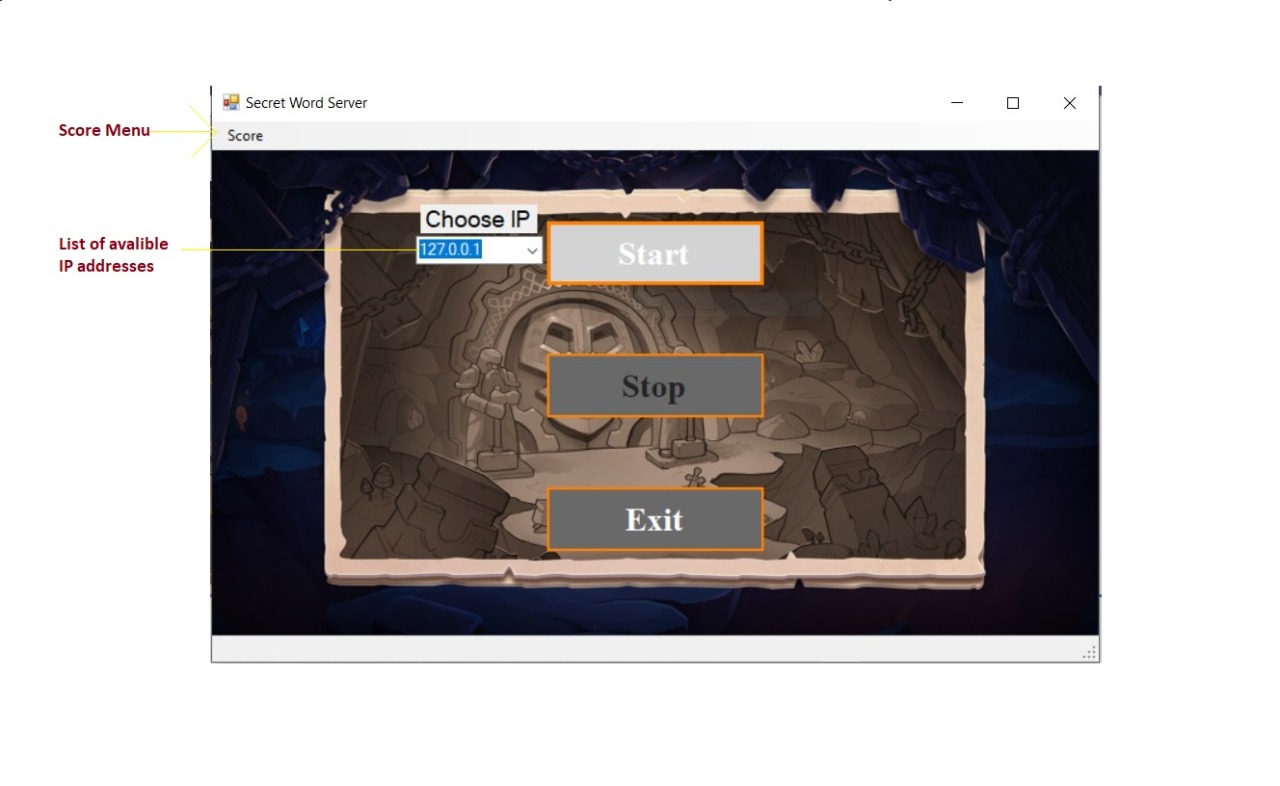 Secret Word Server
Score Menu
Score
Choose IP
List of avalible
IP addresses
127.0.0.1
Start
Stop
Exit